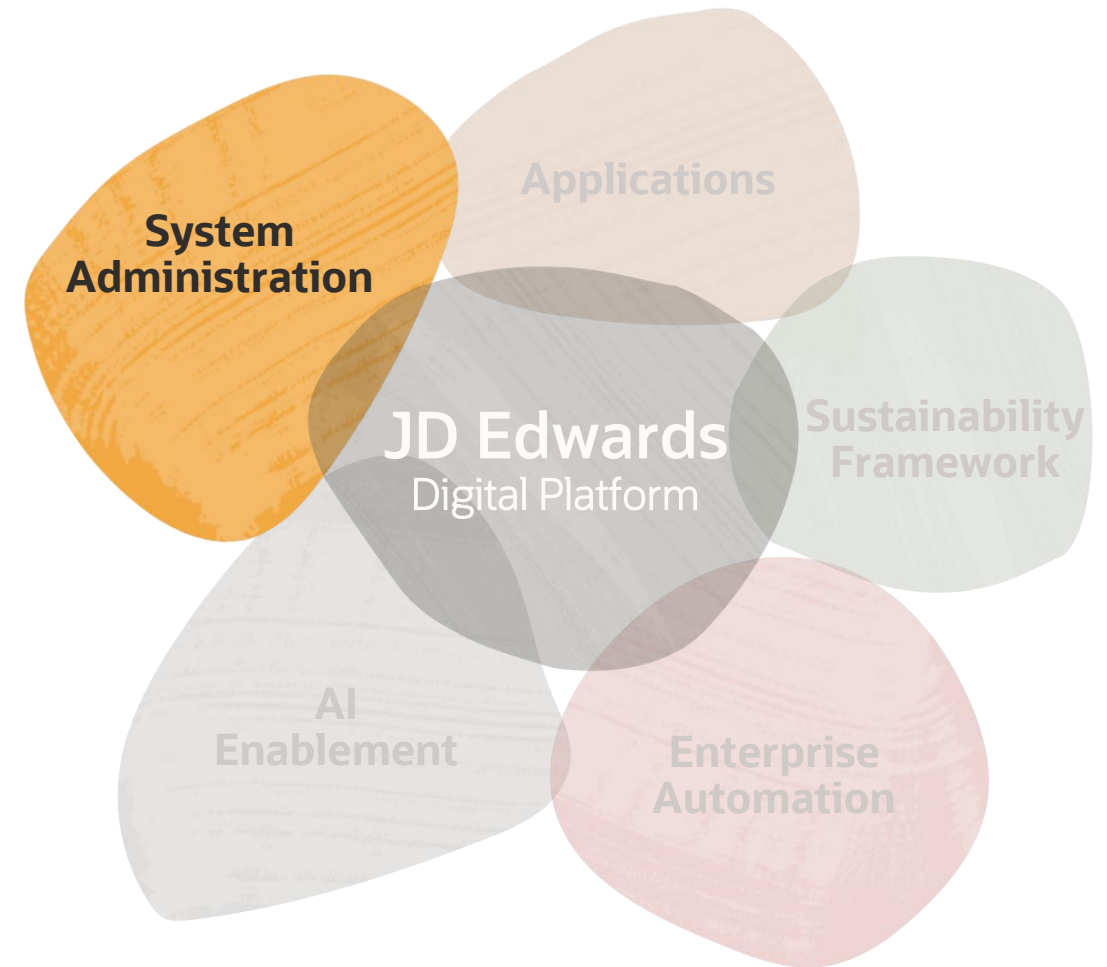 Applications
System
Administration
JD Edwards
Digital Platform
Sustainability
Framework
AI
Enablement
Enterprise
Automation